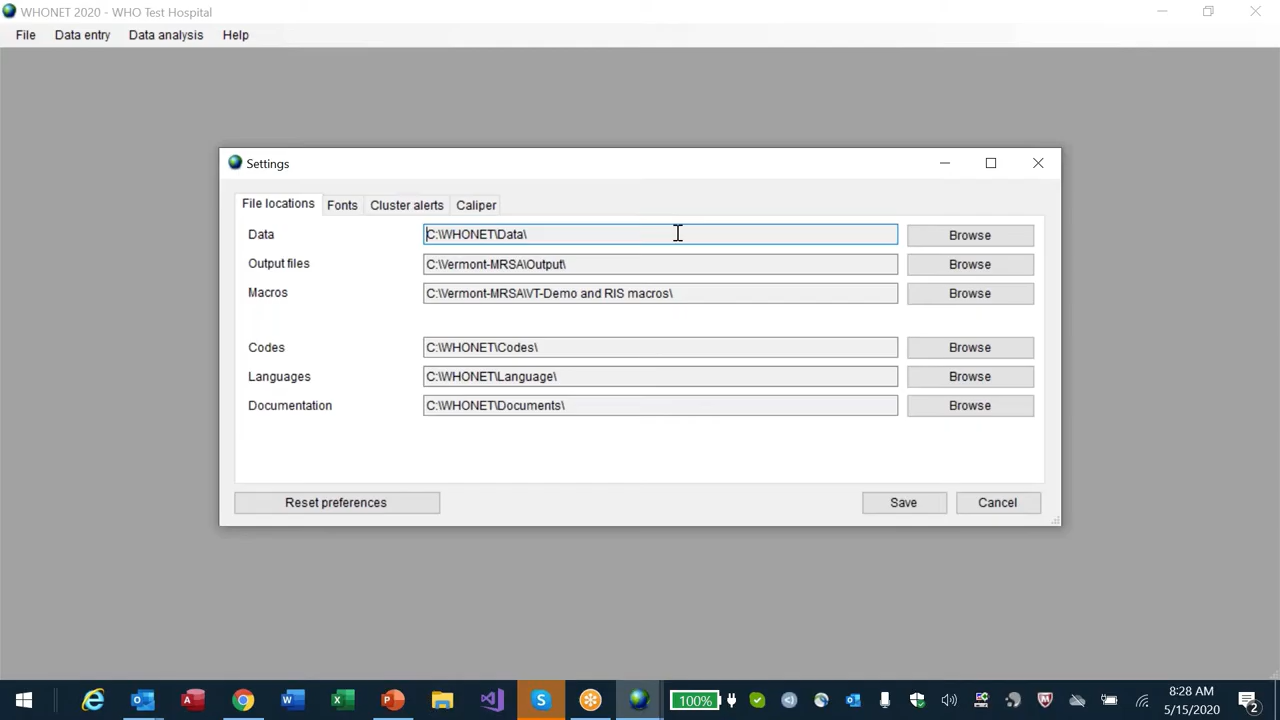 WHONET 2020 - WHO Test Hospital
File Data entry Data analysis Help
Settings
File locations Fonts Cluster alerts Caliper
Data C:\WHONET\Data\ Browse
Output files C:\Vermont-MRSA\Output\ Browse
Macros C:\Vermont-MRSA\VT-Demo and RIS macros\ Browse
Codes C:\WHONET\Codes\ Browse
Languages C:\WHONET\Language\ Browse
Documentation C:\WHONET\Documents\ Browse
Reset preferences Save Cancel
100%
8:28 AM
5/15/2020
2